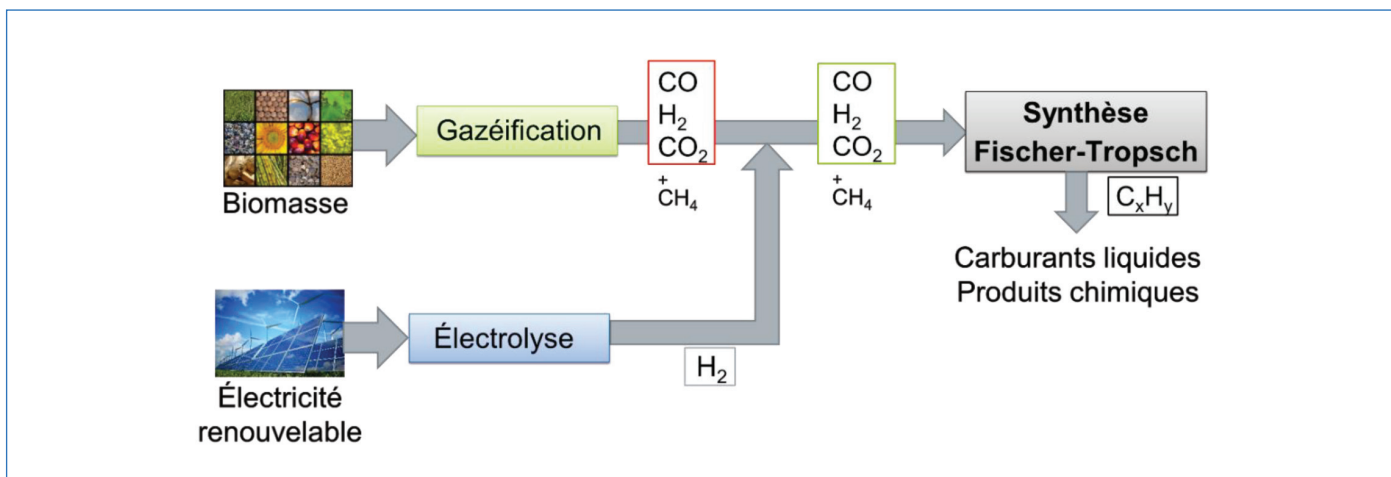 Biomasse
Gazéification
CO
H₂
CO₂
+
CH₄
CO
H₂
CO₂
+
CH₄
Synthèse
Fischer-Tropsch
CₓHᵧ
Carburants liquides
Produits chimiques
Électricité
renouvelable
Électrolyse
H₂